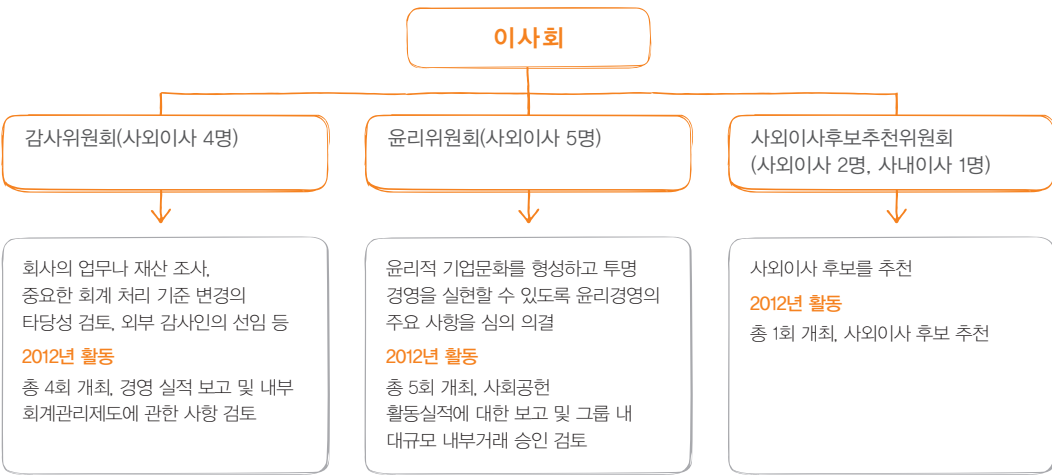 이사회
감사위원회(사외이사 4명)
윤리위원회(사외이사 5명)
사외이사후보추천위원회
(사외이사 2명, 사내이사 1명)
회사의 업무나 재산 조사,
중요한 회계 처리 기준 변경의
타당성 검토, 외부 감사인의 선임 등
2012년 활동
총 4회 개최, 경영 실적 보고 및 내부
회계관리제도에 관한 사항 검토
윤리적 기업문화를 형성하고 투명
경영을 실현할 수 있도록 윤리경영의
주요 사항을 심의 의결
2012년 활동
총 5회 개최, 사회공헌
활동실적에 대한 보고 및 그룹 내
대규모 내부거래 승인 검토
사외이사 후보를 추천
2012년 활동
총 1회 개최, 사외이사 후보 추천